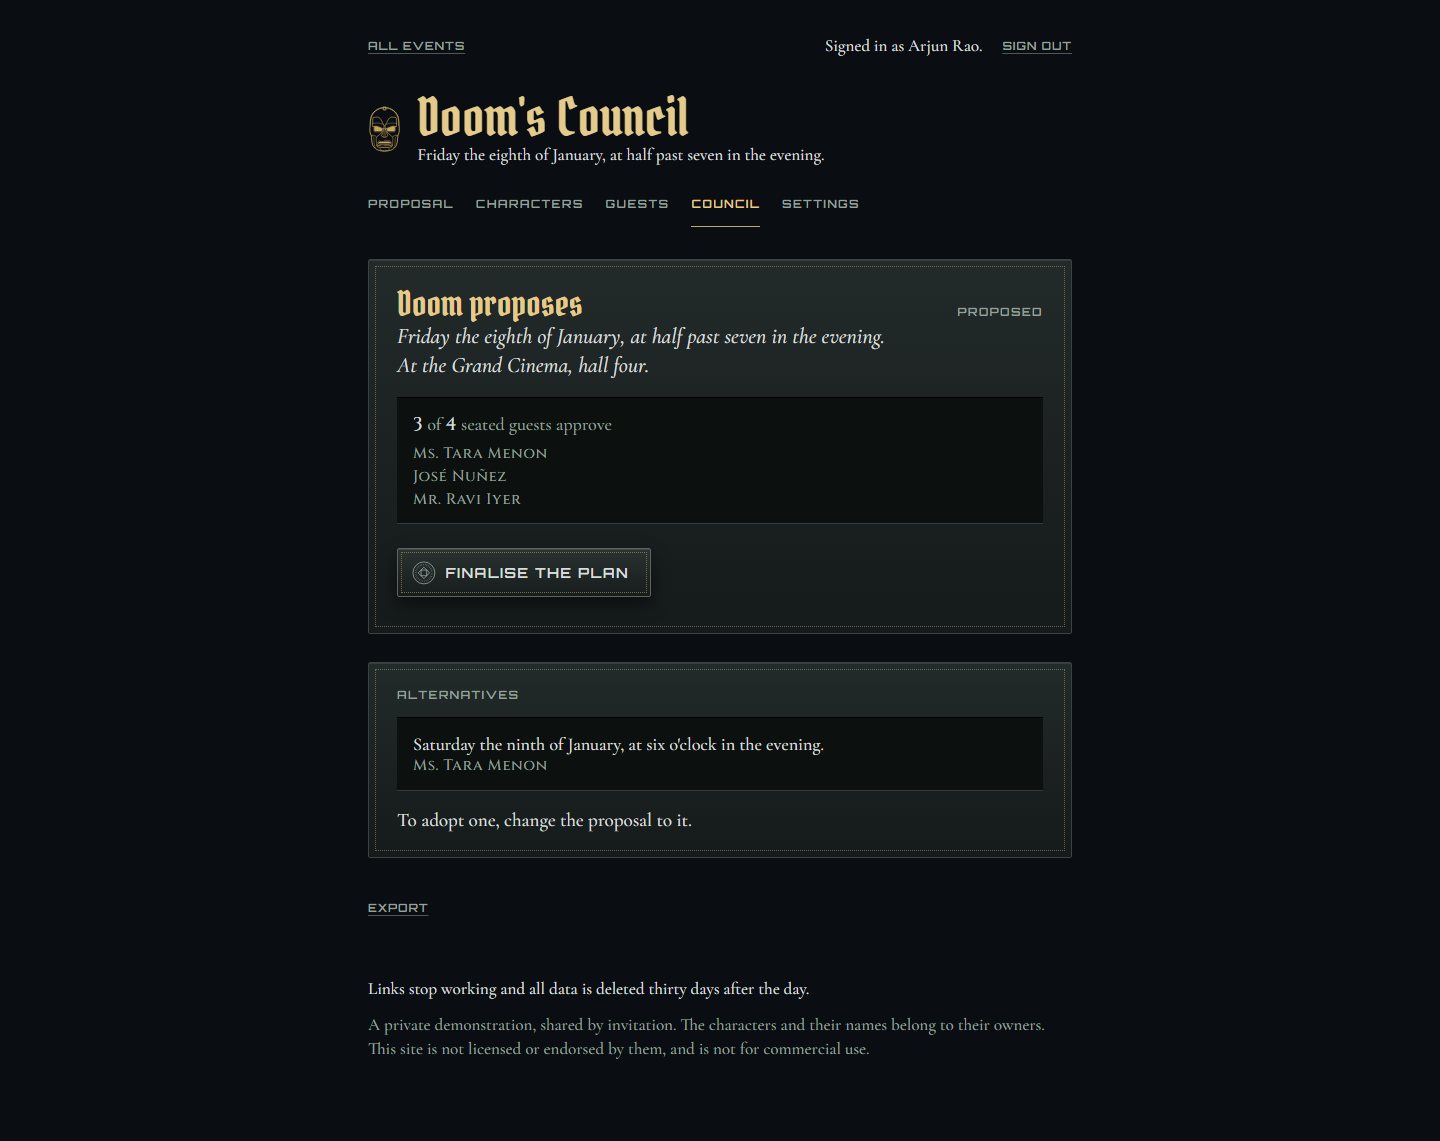 ALL EVENTS
Signed in as Arjun Rao. SIGN OUT
Doom's Council
Friday the eighth of January, at half past seven in the evening.
PROPOSAL CHARACTERS GUESTS COUNCIL SETTINGS
Doom proposes
PROPOSED
Friday the eighth of January, at half past seven in the evening.
At the Grand Cinema, hall four.
3 of 4 seated guests approve
Ms. Tara Menon
José Nuñez
Mr. Ravi Iyer
FINALISE THE PLAN
ALTERNATIVES
Saturday the ninth of January, at six o'clock in the evening.
Ms. Tara Menon
To adopt one, change the proposal to it.
EXPORT
Links stop working and all data is deleted thirty days after the day.
A private demonstration, shared by invitation. The characters and their names belong to their owners.
This site is not licensed or endorsed by them, and is not for commercial use.